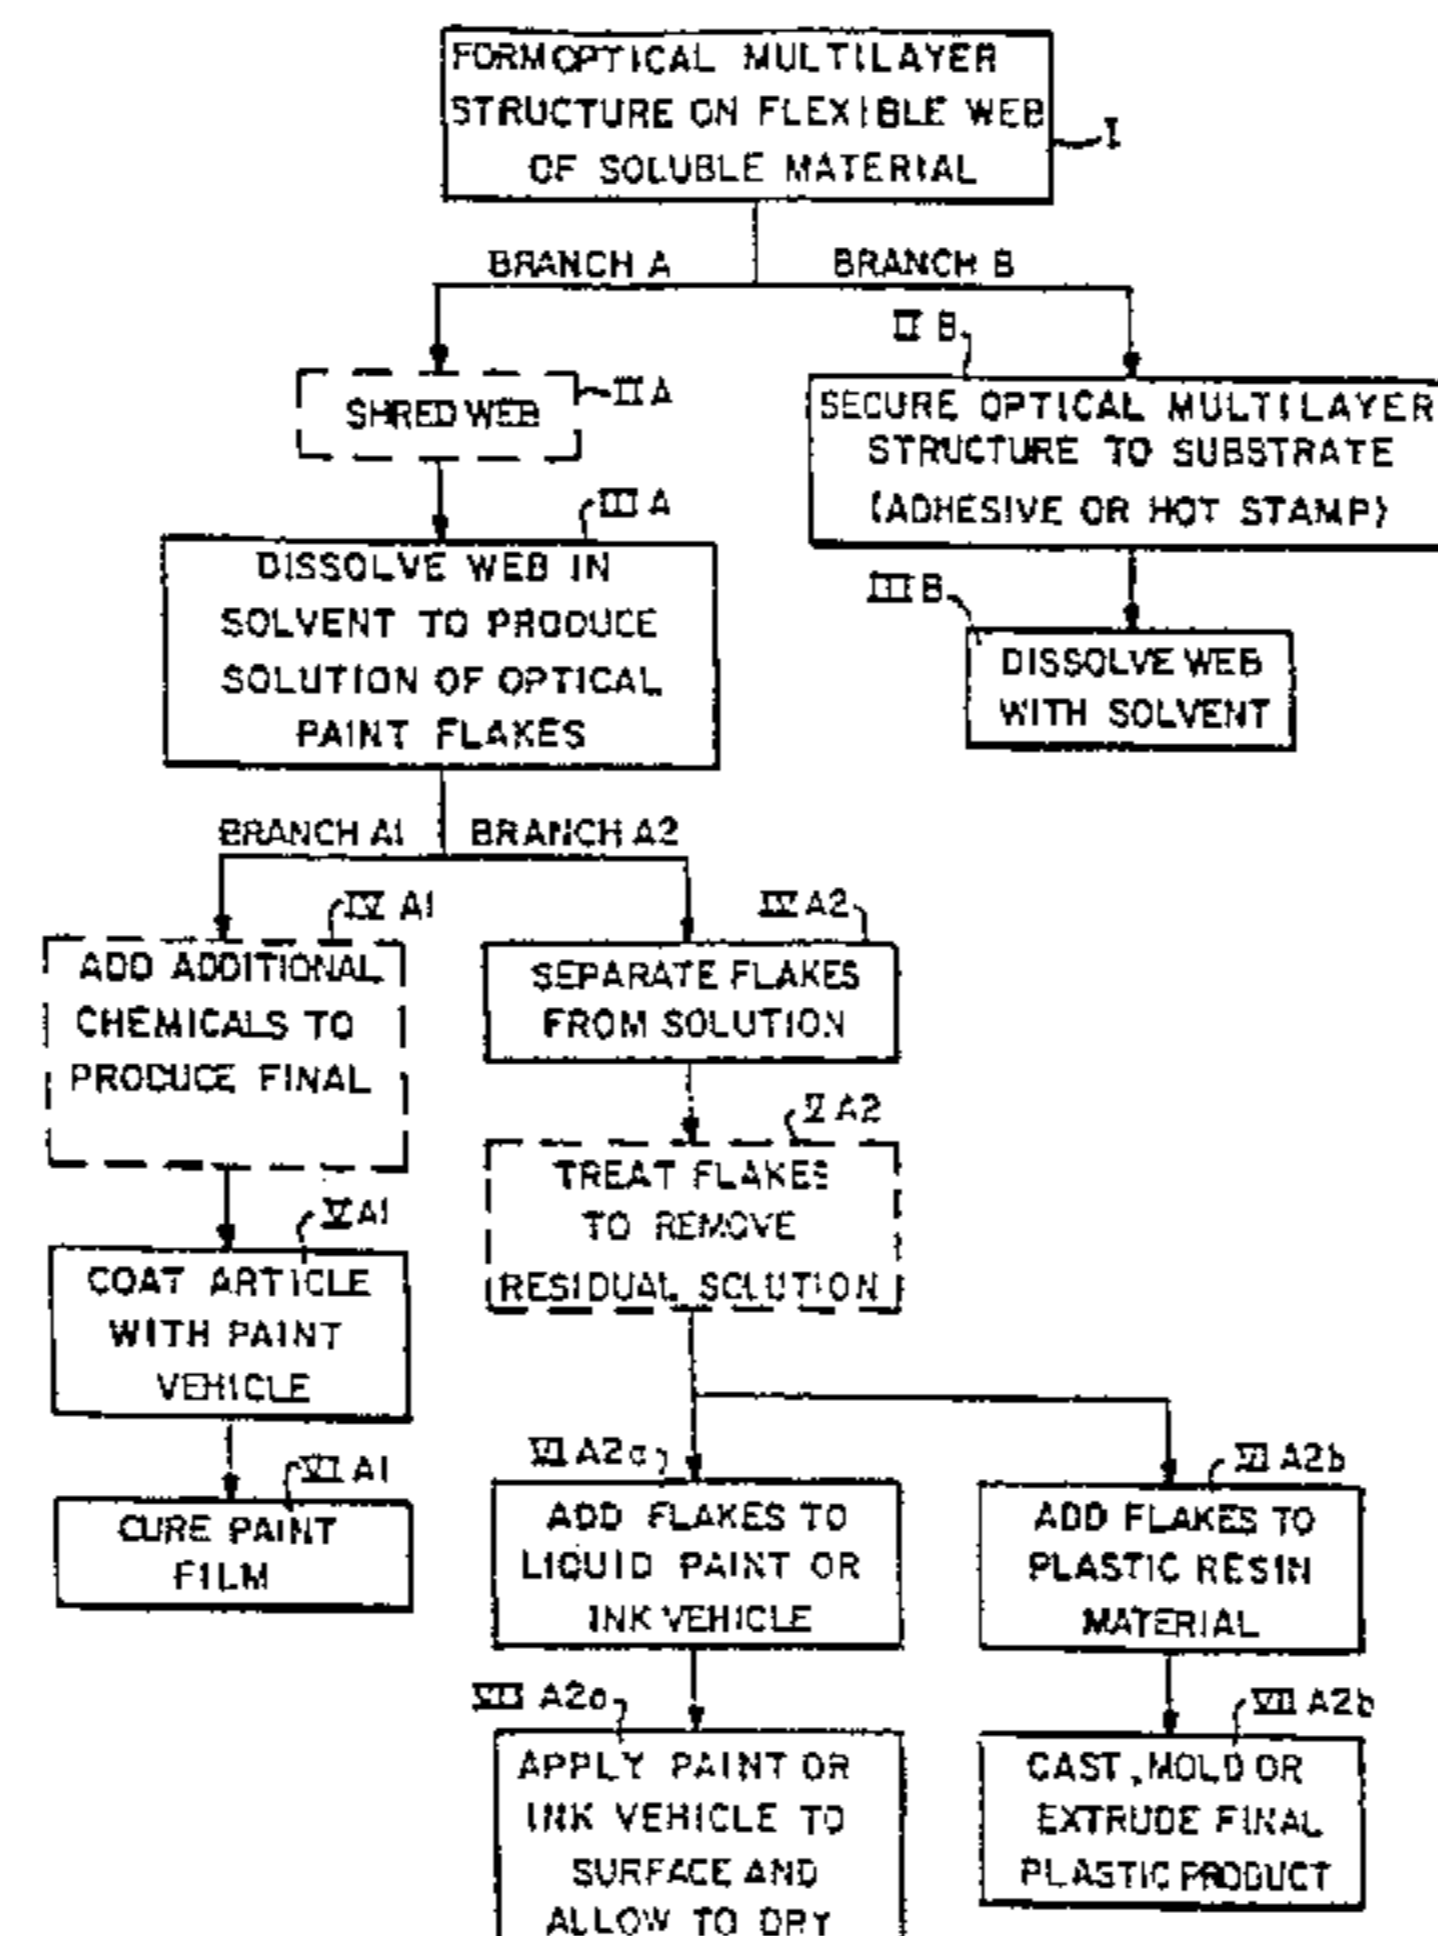 FORM OPTICAL MULTILAYER
STRUCTURE ON FLEXIBLE WEB
OF SOLUBLE MATERIAL
I
BRANCH A
BRANCH B
II A
SHRED WEB
II B
SECURE OPTICAL MULTILAYER
STRUCTURE TO SUBSTRATE
(ADHESIVE OR HOT STAMP)
III A
DISSOLVE WEB IN
SOLVENT TO PRODUCE
SOLUTION OF OPTICAL
PAINT FLAKES
III B
DISSOLVE WEB
WITH SOLVENT
BRANCH A1
BRANCH A2
IV A1
ADD ADDITIONAL
CHEMICALS TO
PRODUCE FINAL
IV A2
SEPARATE FLAKES
FROM SOLUTION
V A2
TREAT FLAKES
TO REMOVE
RESIDUAL SOLUTION
V A1
COAT ARTICLE
WITH PAINT
VEHICLE
VI A1
CURE PAINT
FILM
VI A2a
ADD FLAKES TO
LIQUID PAINT OR
INK VEHICLE
VI A2b
ADD FLAKES TO
PLASTIC RESIN
MATERIAL
VII A2a
APPLY PAINT OR
INK VEHICLE TO
SURFACE AND
ALLOW TO DRY
VII A2b
CAST, MOLD OR
EXTRUDE FINAL
PLASTIC PRODUCT